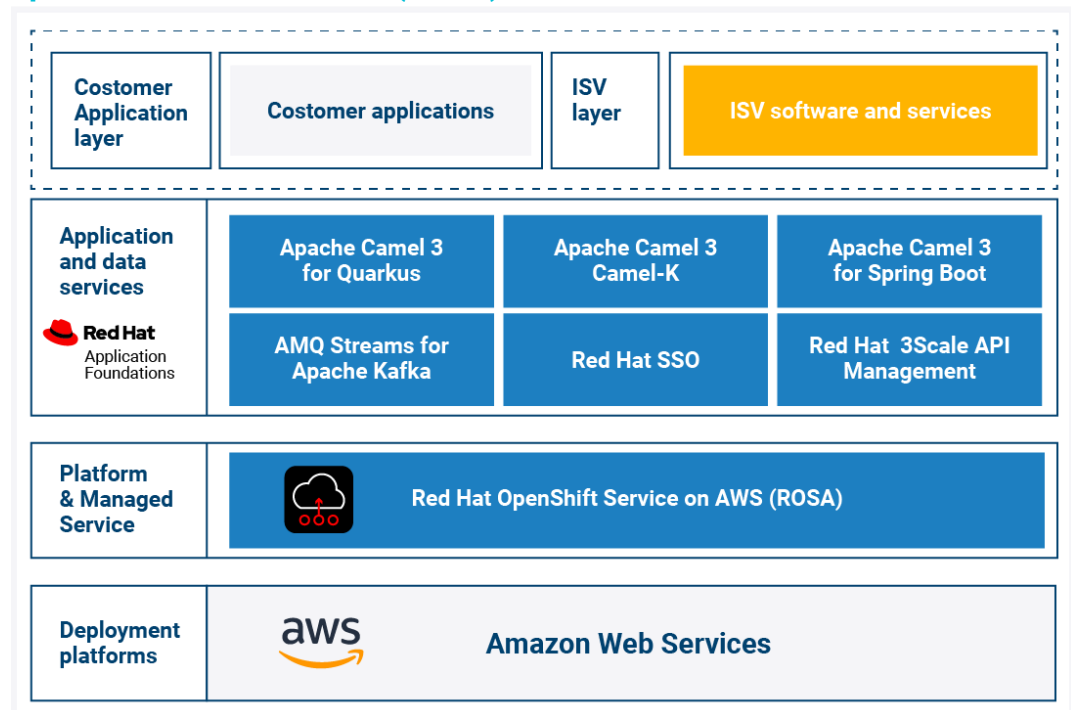 Costomer
Application
layer
Costomer applications
ISV
layer
ISV software and services
Application
and data
services
Red Hat
Application
Foundations
Apache Camel 3
for Quarkus
Apache Camel 3
Camel-K
Apache Camel 3
for Spring Boot
AMQ Streams for
Apache Kafka
Red Hat SSO
Red Hat 3Scale API
Management
Platform
& Managed
Service
Red Hat OpenShift Service on AWS (ROSA)
Deployment
platforms
aws
Amazon Web Services